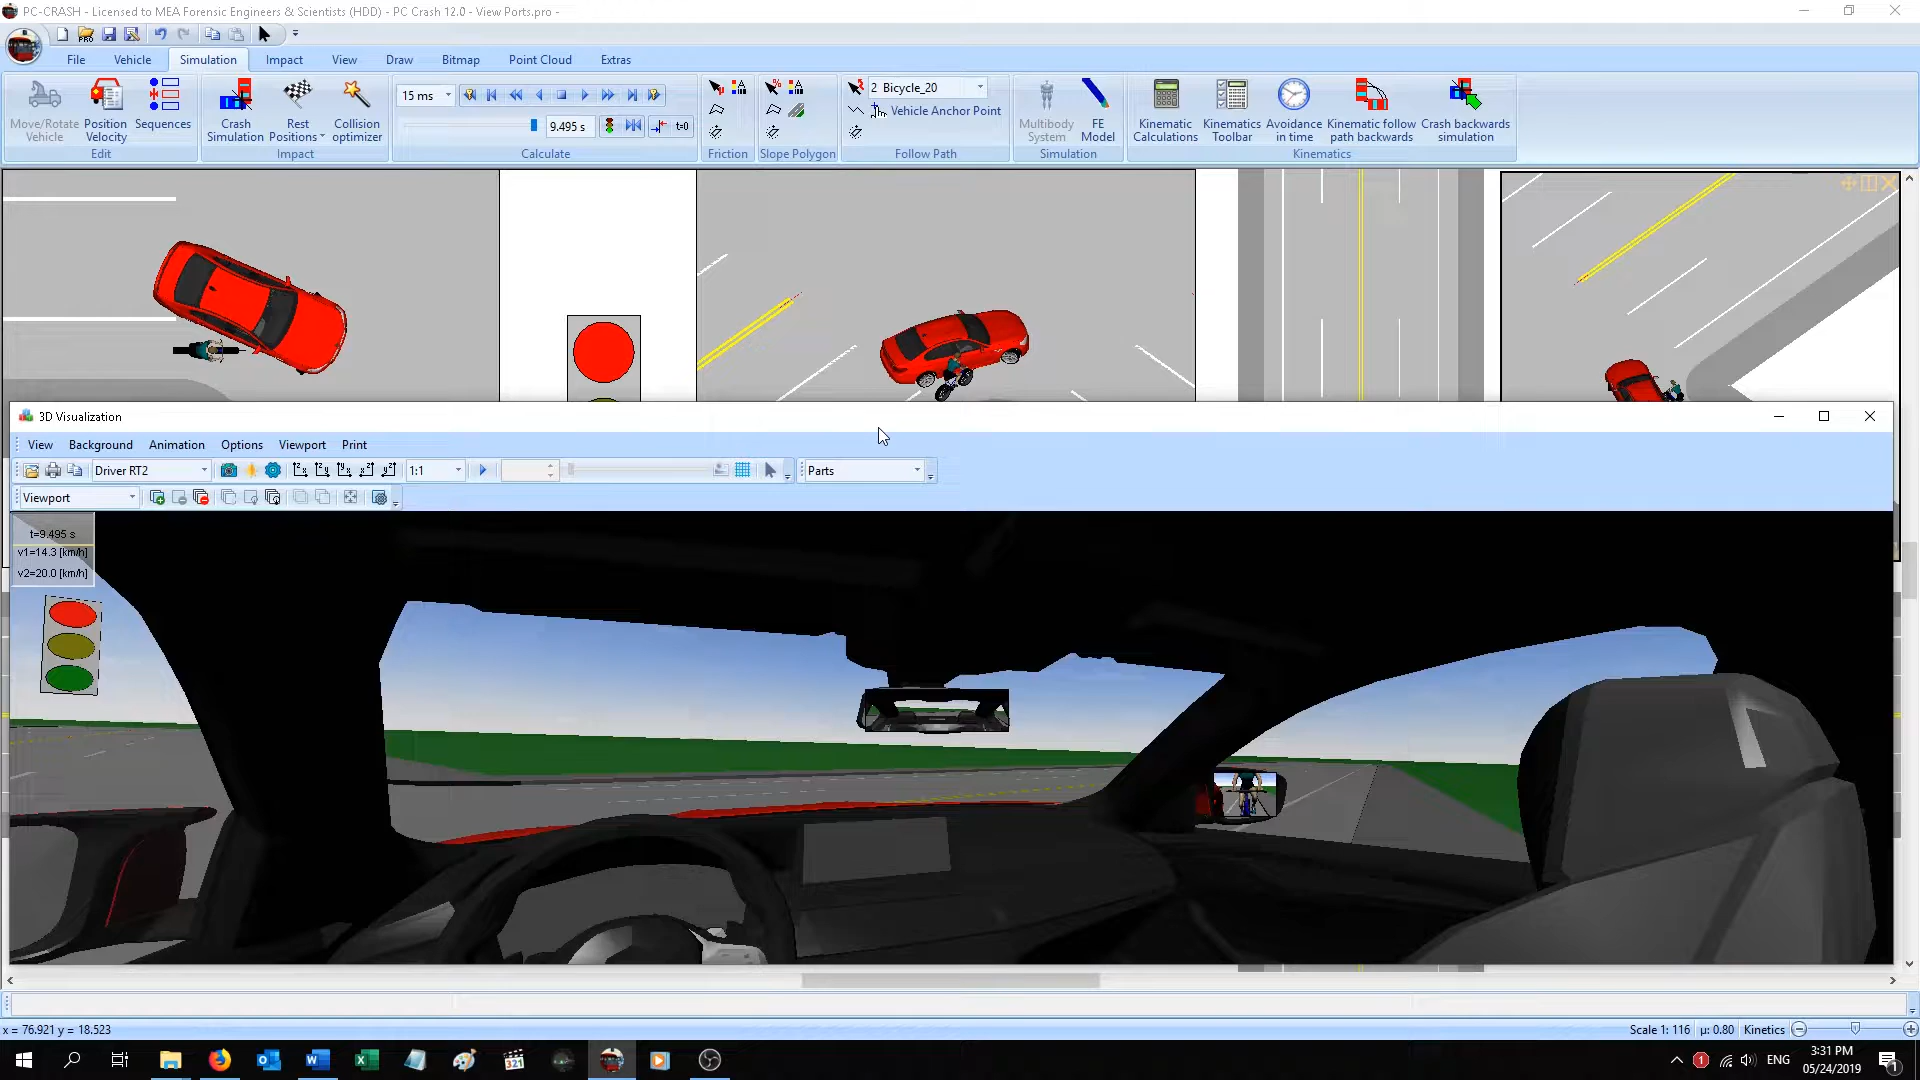 PC-CRASH - Licensed to MEA Forensic Engineers & Scientists (HDD) - PC Crash 12.0 - View Ports.pro -
File Vehicle Simulation Impact View Draw Bitmap Point Cloud Extras
15 ms
9.495 s
t=0
2 Bicycle_20
Vehicle Anchor Point
Move/Rotate Vehicle
Position Velocity
Sequences
Crash Simulation
Rest Positions
Collision optimizer
Multibody System
FE Model
Kinematic Calculations
Kinematics Toolbar
Avoidance in time
Kinematic follow path backwards
Crash backwards simulation
Edit Impact Calculate Friction Slope Polygon Follow Path Simulation Kinematics
3D Visualization
View Background Animation Options Viewport Print
Driver RT2 1:1 Parts
Viewport
t=9.495 s
v1=14.3 [km/h]
v2=20.0 [km/h]
x = 76.921 y = 18.523
Scale 1: 116 µ: 0.80 Kinetics
ENG
3:31 PM
05/24/2019